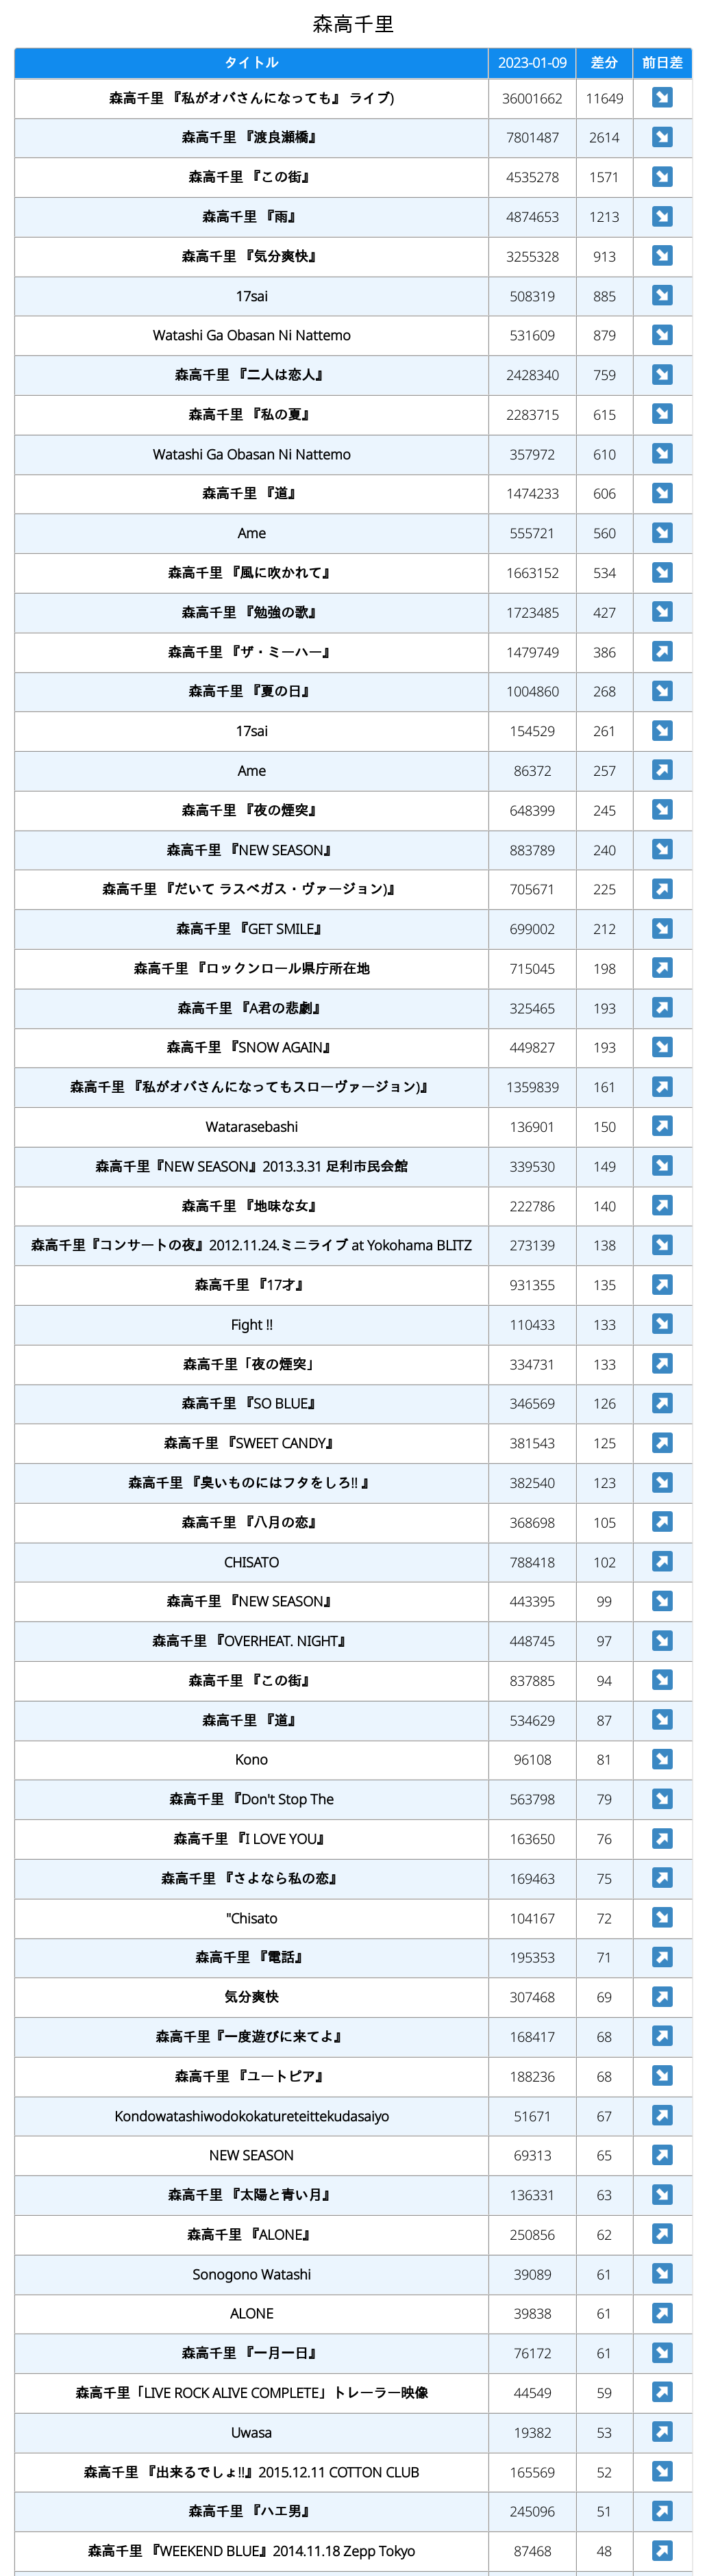 森高千里
タイトル 2023-01-09 差分 前日差
森高千里 『私がオバさんになっても』 ライブ) 36001662 11649 ↘
森高千里 『渡良瀬橋』 7801487 2614 ↘
森高千里 『この街』 4535278 1571 ↘
森高千里 『雨』 4874653 1213 ↘
森高千里 『気分爽快』 3255328 913 ↘
17sai 508319 885 ↘
Watashi Ga Obasan Ni Nattemo 531609 879 ↘
森高千里 『二人は恋人』 2428340 759 ↘
森高千里 『私の夏』 2283715 615 ↘
Watashi Ga Obasan Ni Nattemo 357972 610 ↘
森高千里 『道』 1474233 606 ↘
Ame 555721 560 ↘
森高千里 『風に吹かれて』 1663152 534 ↘
森高千里 『勉強の歌』 1723485 427 ↘
森高千里 『ザ・ミーハー』 1479749 386 ↗
森高千里 『夏の日』 1004860 268 ↘
17sai 154529 261 ↘
Ame 86372 257 ↗
森高千里 『夜の煙突』 648399 245 ↘
森高千里 『NEW SEASON』 883789 240 ↘
森高千里 『だいて ラスベガス・ヴァージョン)』 705671 225 ↗
森高千里 『GET SMILE』 699002 212 ↘
森高千里 『ロックンロール県庁所在地 715045 198 ↗
森高千里 『A君の悲劇』 325465 193 ↗
森高千里 『SNOW AGAIN』 449827 193 ↘
森高千里 『私がオバさんになってもスローヴァージョン)』 1359839 161 ↗
Watarasebashi 136901 150 ↗
森高千里『NEW SEASON』2013.3.31 足利市民会館 339530 149 ↘
森高千里 『地味な女』 222786 140 ↗
森高千里『コンサートの夜』2012.11.24.ミニライブ at Yokohama BLITZ 273139 138 ↘
森高千里 『17才』 931355 135 ↗
Fight !! 110433 133 ↘
森高千里「夜の煙突」 334731 133 ↗
森高千里 『SO BLUE』 346569 126 ↗
森高千里 『SWEET CANDY』 381543 125 ↗
森高千里 『臭いものにはフタをしろ!! 』 382540 123 ↘
森高千里 『八月の恋』 368698 105 ↗
CHISATO 788418 102 ↗
森高千里 『NEW SEASON』 443395 99 ↘
森高千里 『OVERHEAT. NIGHT』 448745 97 ↘
森高千里 『この街』 837885 94 ↘
森高千里 『道』 534629 87 ↘
Kono 96108 81 ↘
森高千里 『Don't Stop The 563798 79 ↘
森高千里 『I LOVE YOU』 163650 76 ↗
森高千里 『さよなら私の恋』 169463 75 ↗
"Chisato 104167 72 ↘
森高千里 『電話』 195353 71 ↗
気分爽快 307468 69 ↗
森高千里『一度遊びに来てよ』 168417 68 ↗
森高千里 『ユートピア』 188236 68 ↘
Kondowatashiwodokokatureteittekudasaiyo 51671 67 ↗
NEW SEASON 69313 65 ↗
森高千里 『太陽と青い月』 136331 63 ↘
森高千里 『ALONE』 250856 62 ↗
Sonogono Watashi 39089 61 ↘
ALONE 39838 61 ↗
森高千里 『一月一日』 76172 61 ↘
森高千里「LIVE ROCK ALIVE COMPLETE」トレーラー映像 44549 59 ↗
Uwasa 19382 53 ↗
森高千里 『出来るでしょ!!』2015.12.11 COTTON CLUB 165569 52 ↘
森高千里 『ハエ男』 245096 51 ↗
森高千里 『WEEKEND BLUE』2014.11.18 Zepp Tokyo 87468 48 ↗